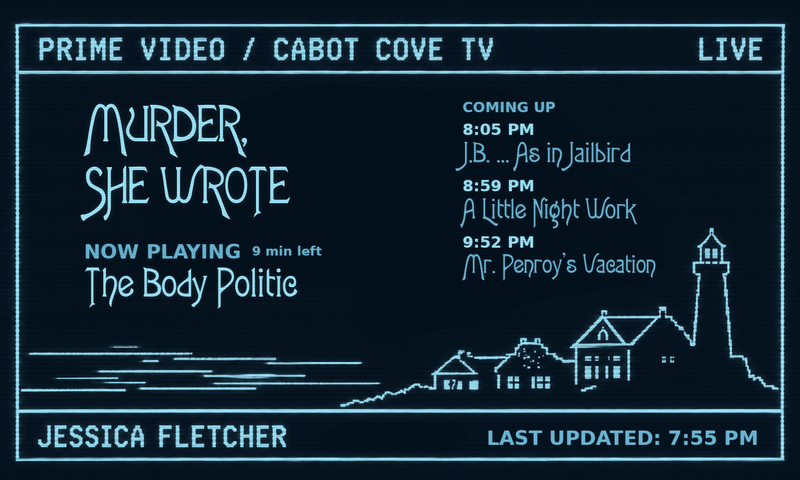 PRIME VIDEO / CABOT COVE TV
LIVE
MURDER,
SHE WROTE
NOW PLAYING 9 min left
The Body Politic
COMING UP
8:05 PM
J.B. ... As in Jailbird
8:59 PM
A Little Night Work
9:52 PM
Mr. Penroy's Vacation
JESSICA FLETCHER
LAST UPDATED: 7:55 PM